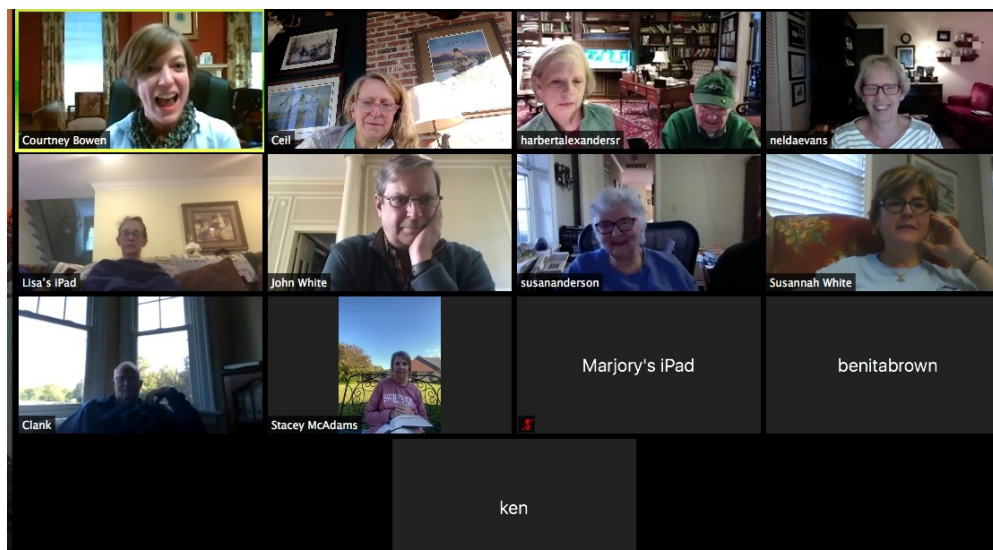 Courtney Bowen
Ceil
harbertalexandersr
neldaevans
Lisa's iPad
John White
susananderson
Susannah White
Clank
Stacey McAdams
Marjory's iPad
benitabrown
ken